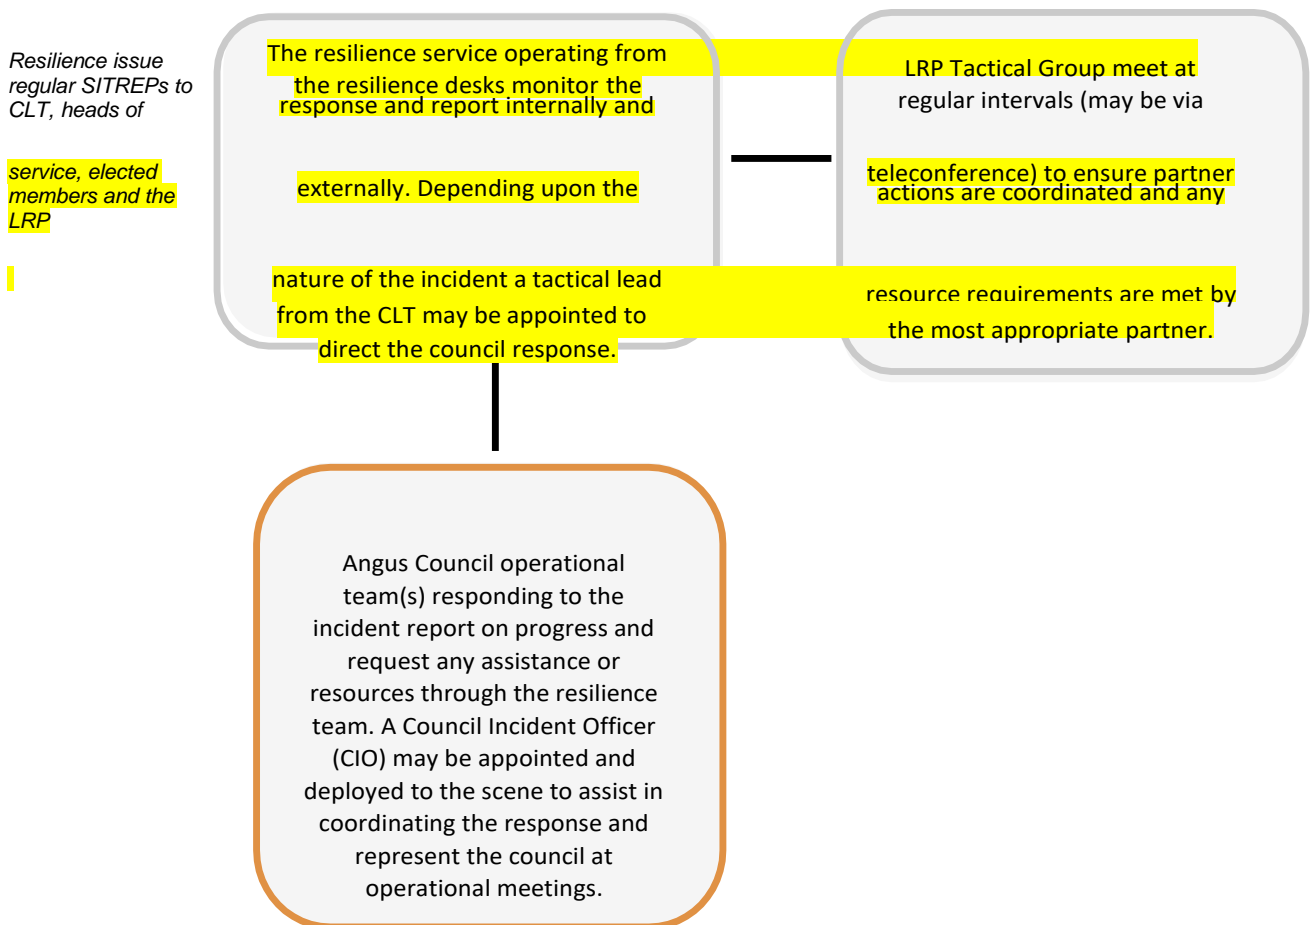 Resilience issue
regular SITREPs to
CLT, heads of
service, elected
members and the
LRP
The resilience service operating from
the resilience desks monitor the
response and report internally and
externally. Depending upon the
nature of the incident a tactical lead
from the CLT may be appointed to
direct the council response.
LRP Tactical Group meet at
regular intervals (may be via
teleconference) to ensure partner
actions are coordinated and any
resource requirements are met by
the most appropriate partner.
Angus Council operational
team(s) responding to the
incident report on progress and
request any assistance or
resources through the resilience
team. A Council Incident Officer
(CIO) may be appointed and
deployed to the scene to assist in
coordinating the response and
represent the council at
operational meetings.